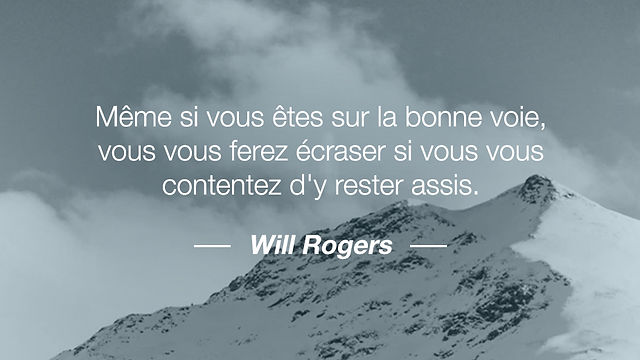 Même si vous êtes sur la bonne voie,
vous vous ferez écraser si vous vous
contentez d'y rester assis.
Will Rogers